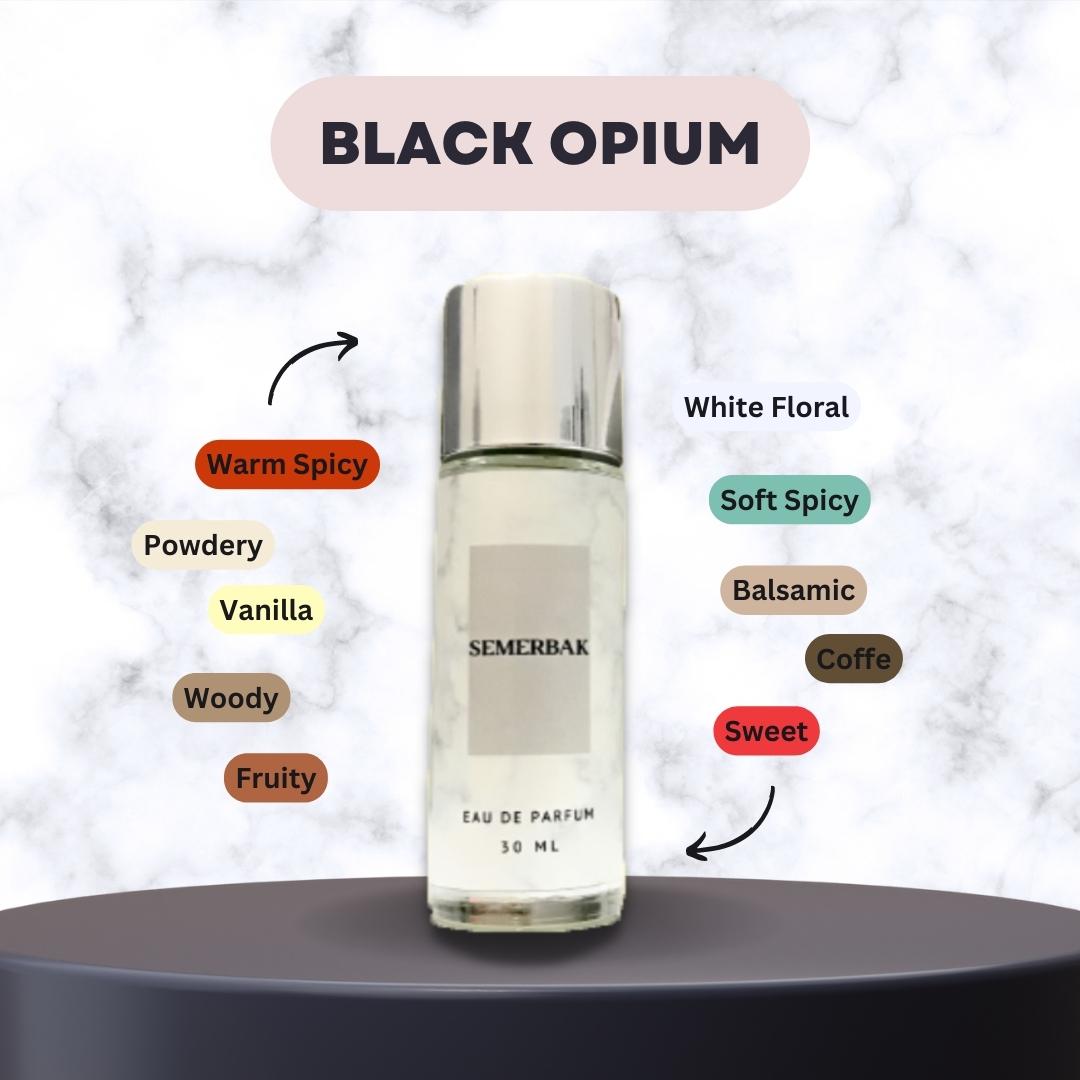 BLACK OPIUM
Warm Spicy
Powdery
Vanilla
Woody
Fruity
White Floral
Soft Spicy
Balsamic
Coffe
Sweet
SEMERBAK
EAU DE PARFUM
30 ML